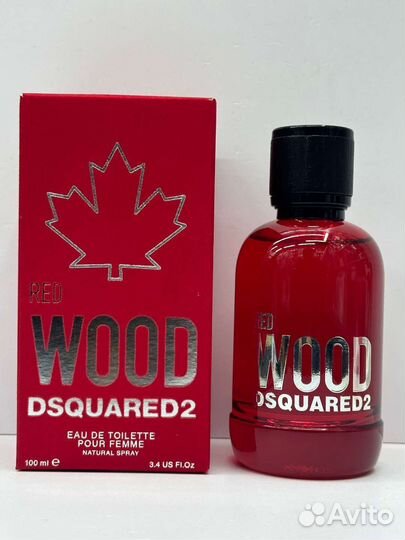 RED
WOOD
DSQUARED2
EAU DE TOILETTE
POUR FEMME
NATURAL SPRAY
100 ml e
3.4 US Fl.Oz
RED
WOOD
DSQUARED2
Avito